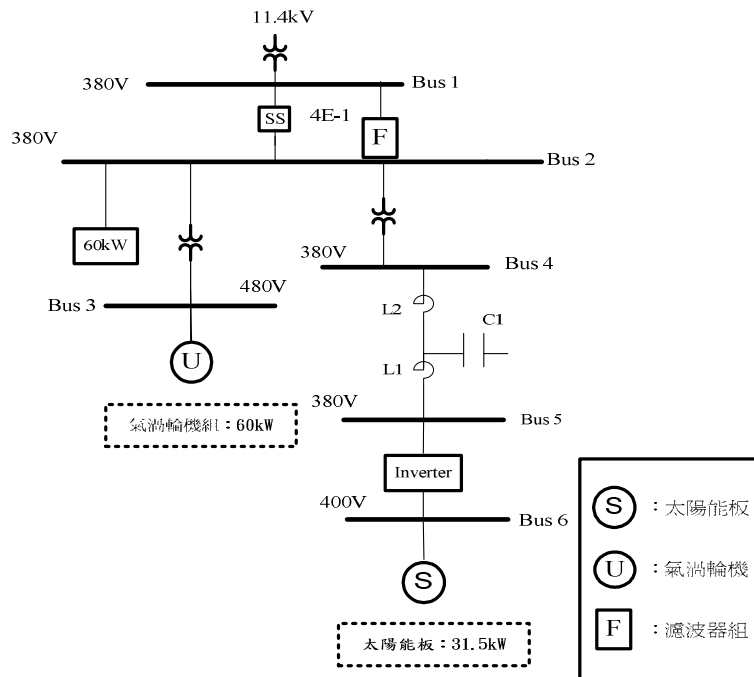 11.4kV
380V
Bus 1
SS
4E-1
F
380V
Bus 2
60kW
380V
Bus 4
480V
Bus 3
L2
C1
U
L1
氣渦輪機組：60kW
380V
Bus 5
Inverter
400V
Bus 6
S
太陽能板：31.5kW
S ：太陽能板
U ：氣渦輪機
F ：濾波器組